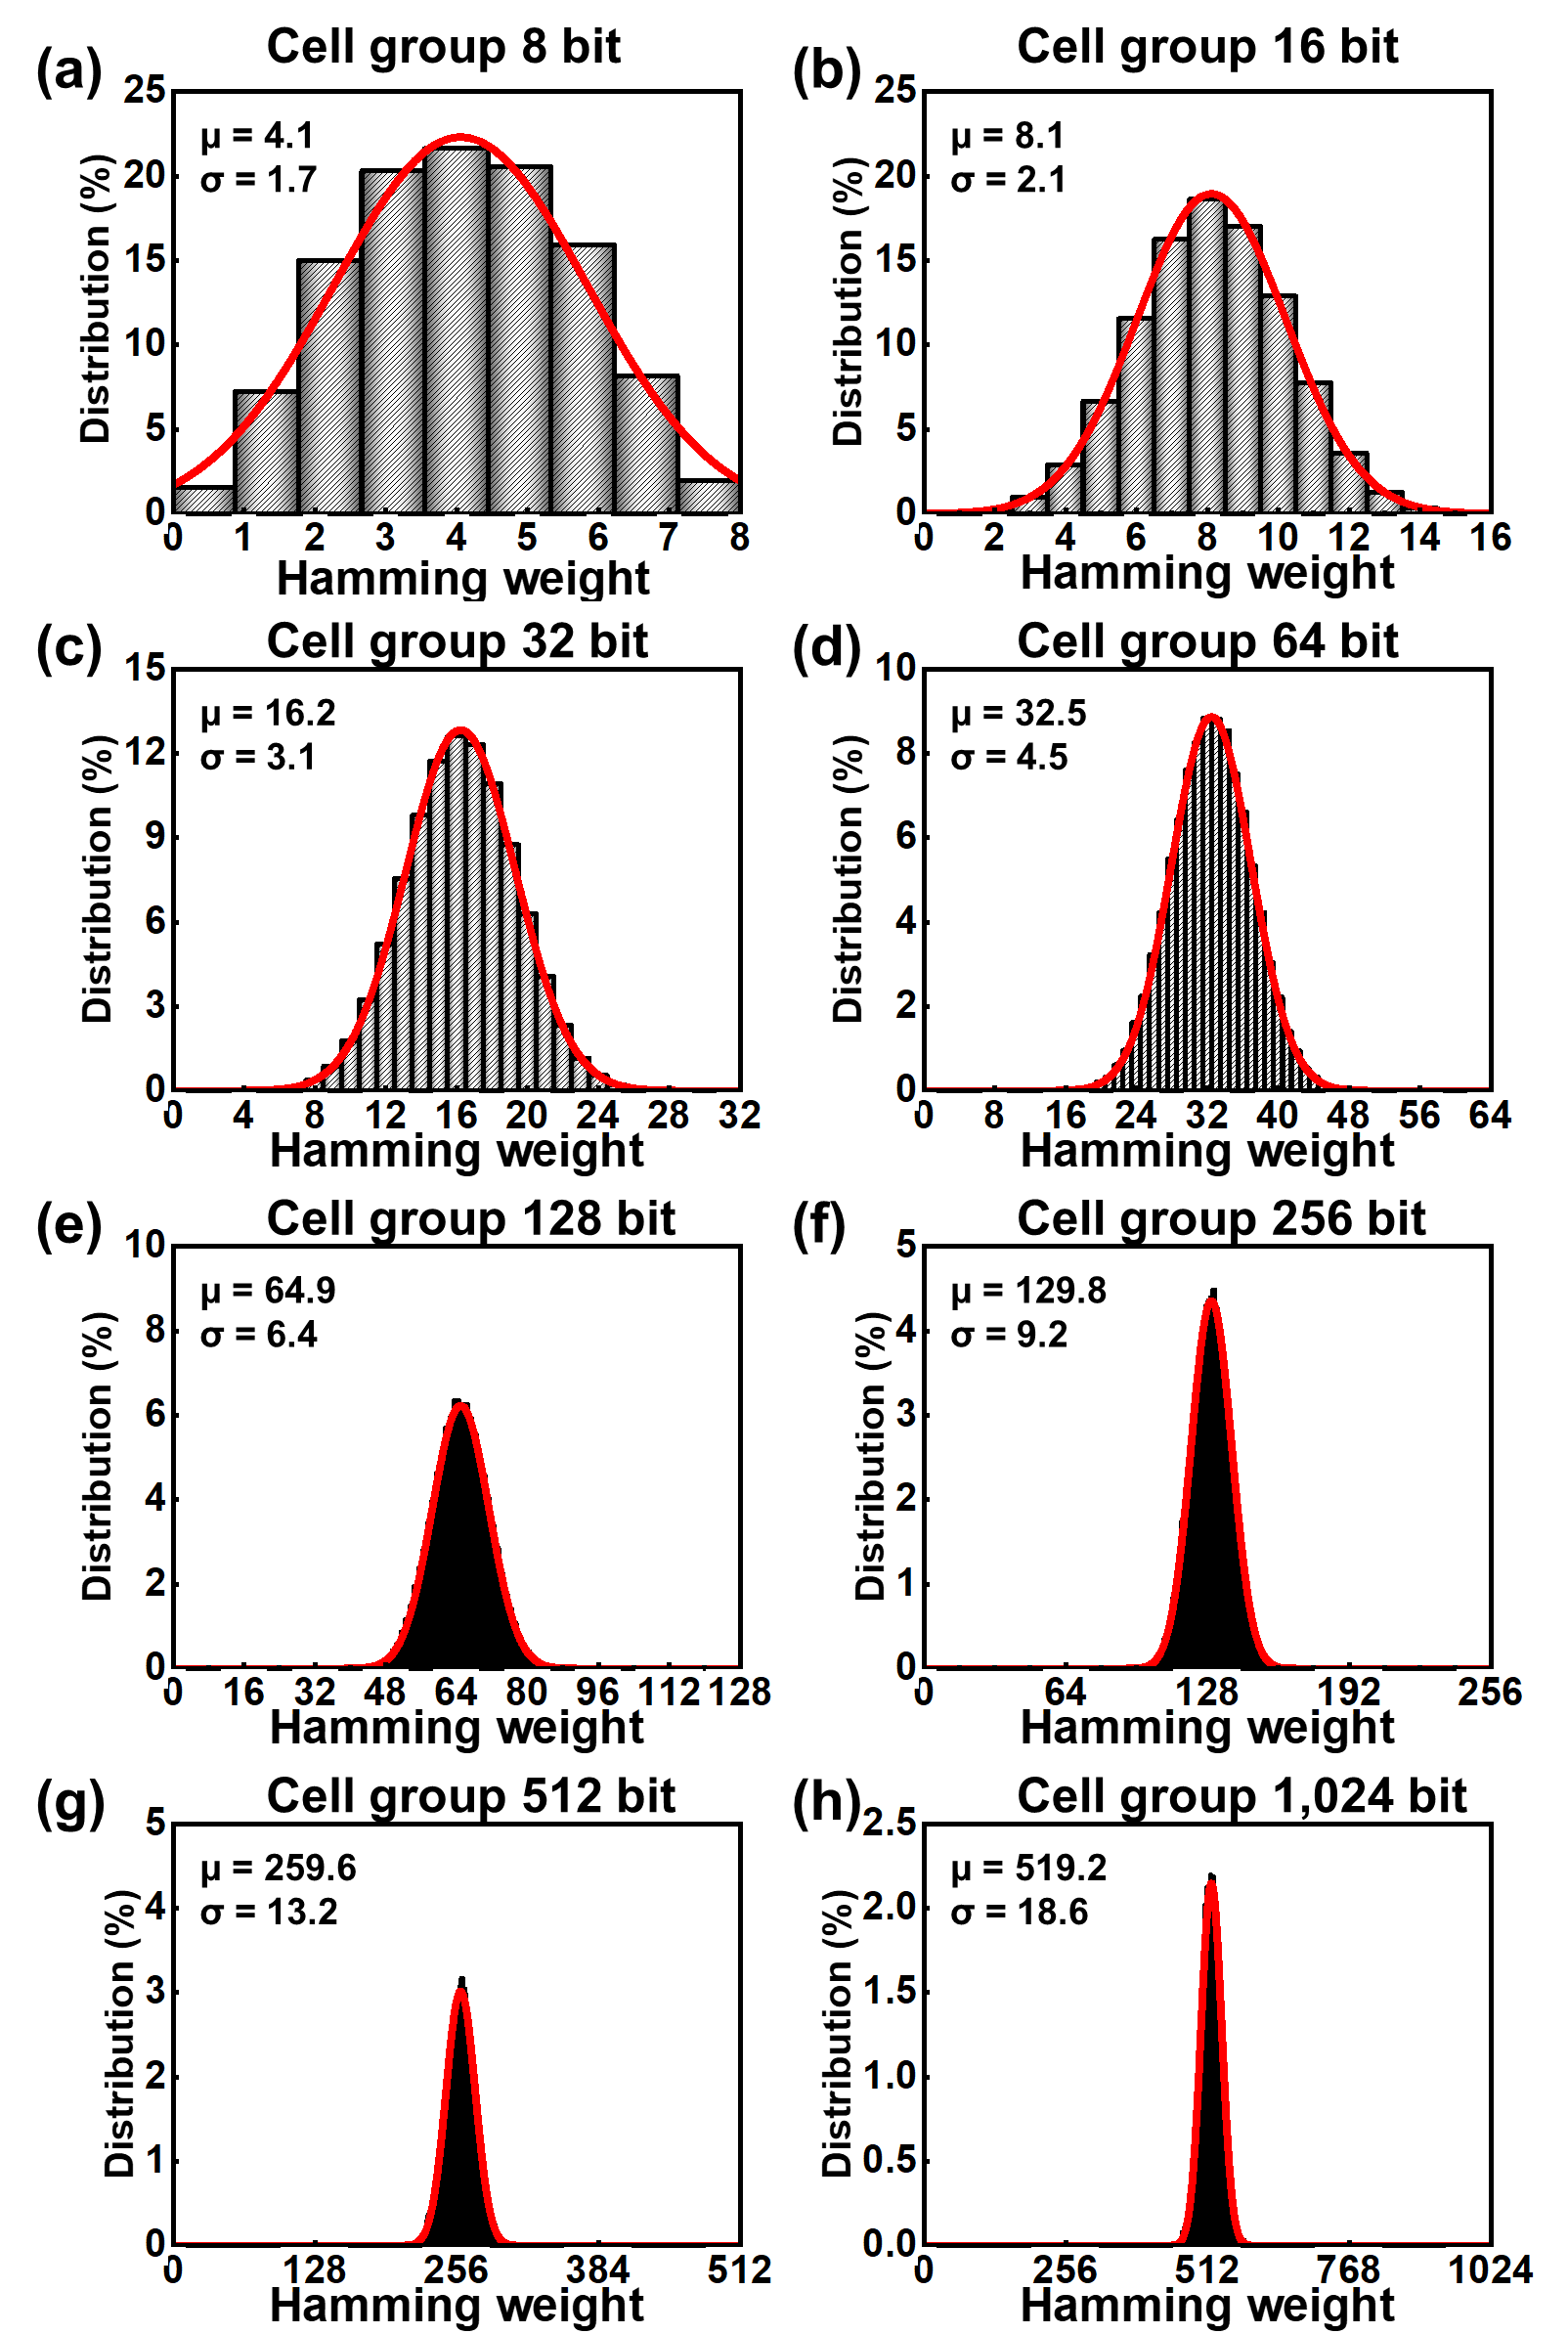 (a)
Cell group 8 bit
μ = 4.1
σ = 1.7
Distribution (%)
25
20
15
10
5
0
0 1 2 3 4 5 6 7 8
Hamming weight
(b)
Cell group 16 bit
μ = 8.1
σ = 2.1
Distribution (%)
25
20
15
10
5
0
0 2 4 6 8 10 12 14 16
Hamming weight
(c)
Cell group 32 bit
μ = 16.2
σ = 3.1
Distribution (%)
15
12
9
6
3
0
0 4 8 12 16 20 24 28 32
Hamming weight
(d)
Cell group 64 bit
μ = 32.5
σ = 4.5
Distribution (%)
10
8
6
4
2
0
0 8 16 24 32 40 48 56 64
Hamming weight
(e)
Cell group 128 bit
μ = 64.9
σ = 6.4
Distribution (%)
10
8
6
4
2
0
0 16 32 48 64 80 96 112 128
Hamming weight
(f)
Cell group 256 bit
μ = 129.8
σ = 9.2
Distribution (%)
5
4
3
2
1
0
0 64 128 192 256
Hamming weight
(g)
Cell group 512 bit
μ = 259.6
σ = 13.2
Distribution (%)
5
4
3
2
1
0
0 128 256 384 512
Hamming weight
(h)
Cell group 1,024 bit
μ = 519.2
σ = 18.6
Distribution (%)
2.5
2.0
1.5
1.0
0.5
0.0
0 256 512 768 1024
Hamming weight